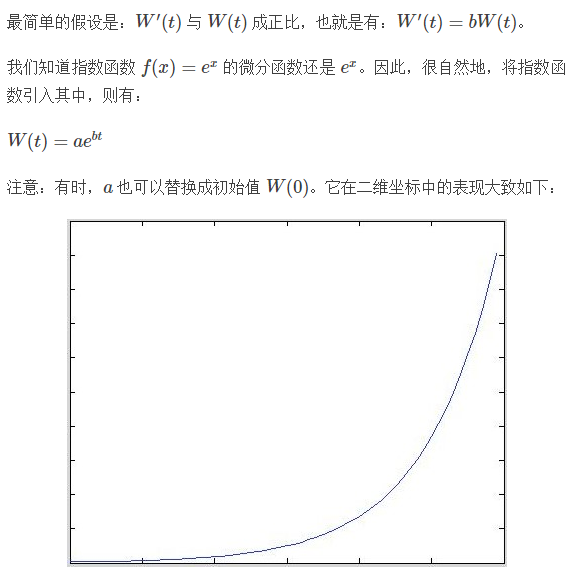 最简单的假设是：W′(t) 与 W(t) 成正比，也就是有：W′(t) = bW(t)。
我们知道指数函数 f(x) = eˣ 的微分函数还是 eˣ。因此，很自然地，将指数函
数引入其中，则有：
W(t) = aeᵇᵗ
注意：有时，a 也可以替换成初始值 W(0)。它在二维坐标中的表现大致如下：